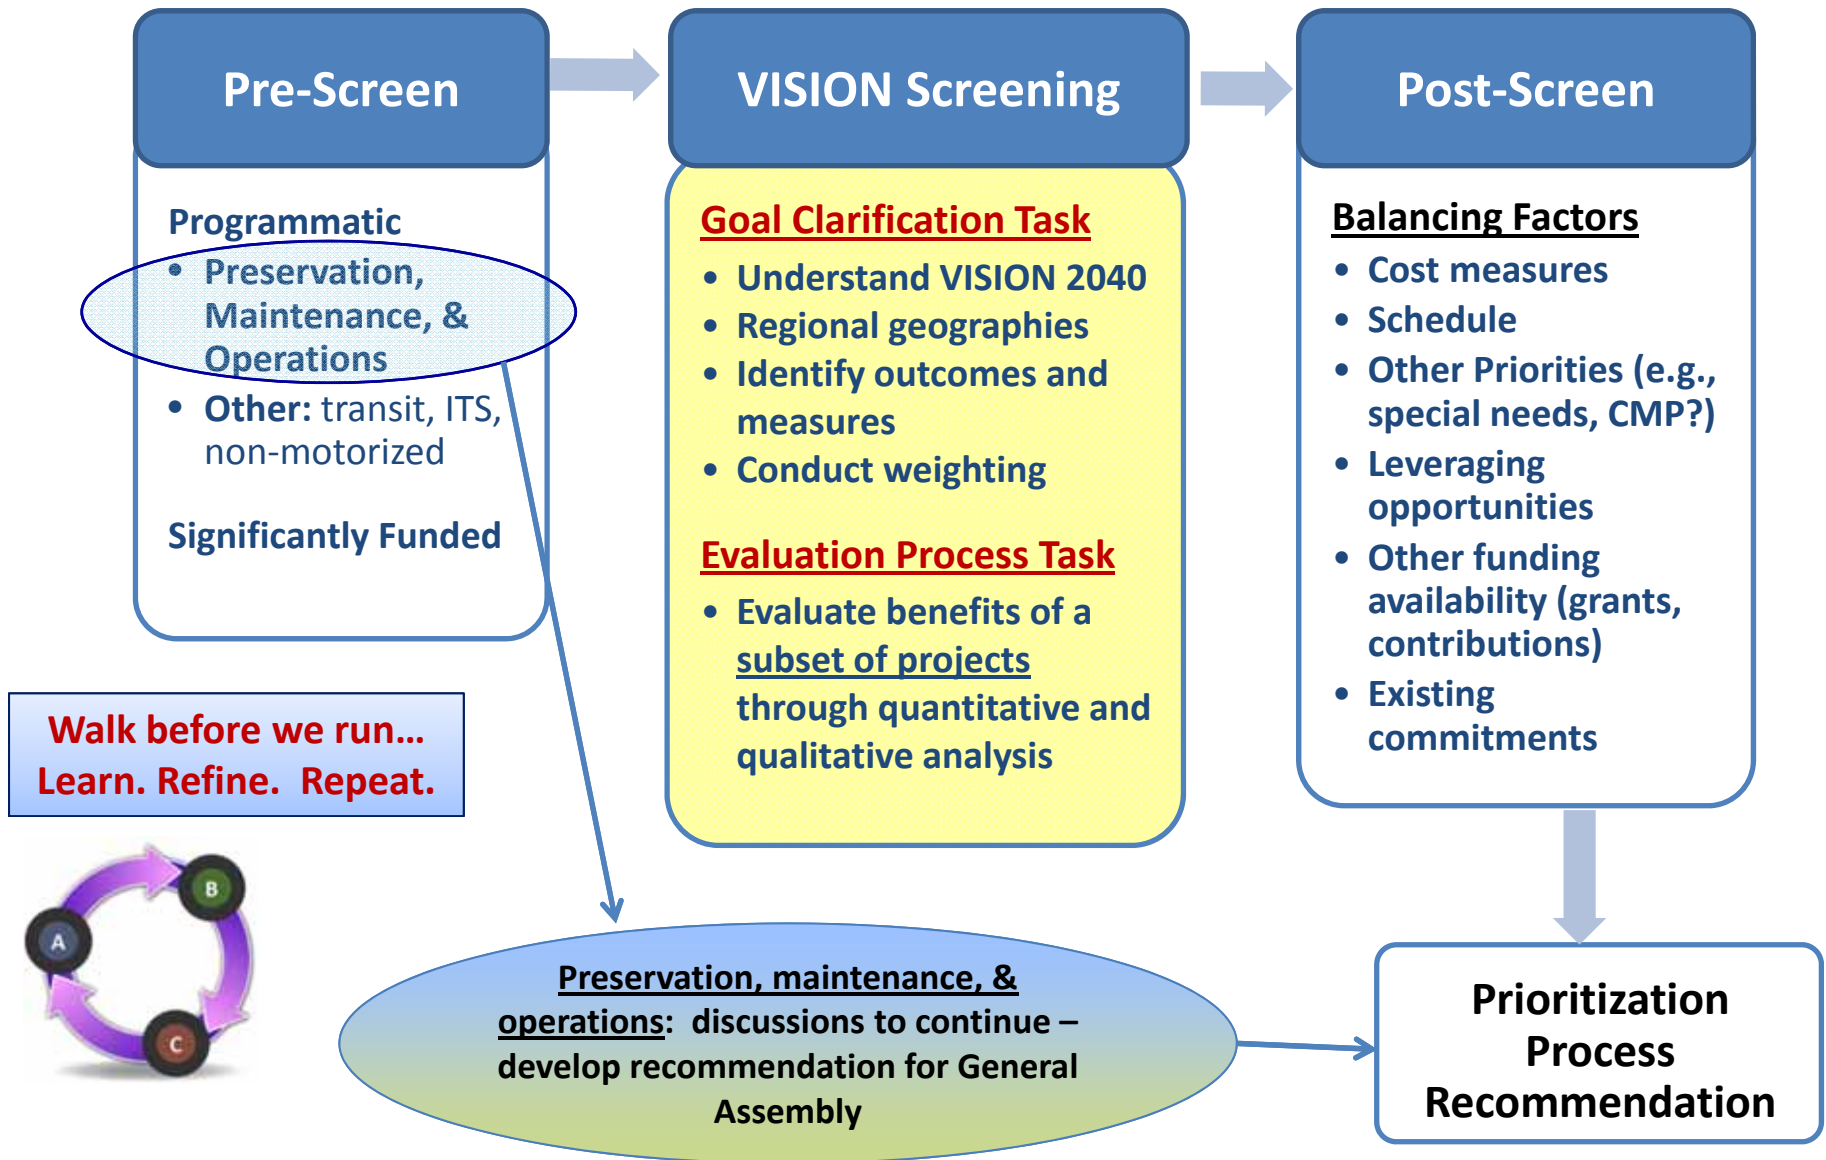 Pre-Screen
Programmatic
• Preservation,
Maintenance, &
Operations
• Other: transit, ITS,
non-motorized
Significantly Funded
VISION Screening
Goal Clarification Task
• Understand VISION 2040
• Regional geographies
• Identify outcomes and
measures
• Conduct weighting
Evaluation Process Task
• Evaluate benefits of a
subset of projects
through quantitative and
qualitative analysis
Post-Screen
Balancing Factors
• Cost measures
• Schedule
• Other Priorities (e.g.,
special needs, CMP?)
• Leveraging
opportunities
• Other funding
availability (grants,
contributions)
• Existing
commitments
Walk before we run...
Learn. Refine.  Repeat.
A
B
C
Preservation, maintenance, &
operations:  discussions to continue –
develop recommendation for General
Assembly
Prioritization
Process
Recommendation